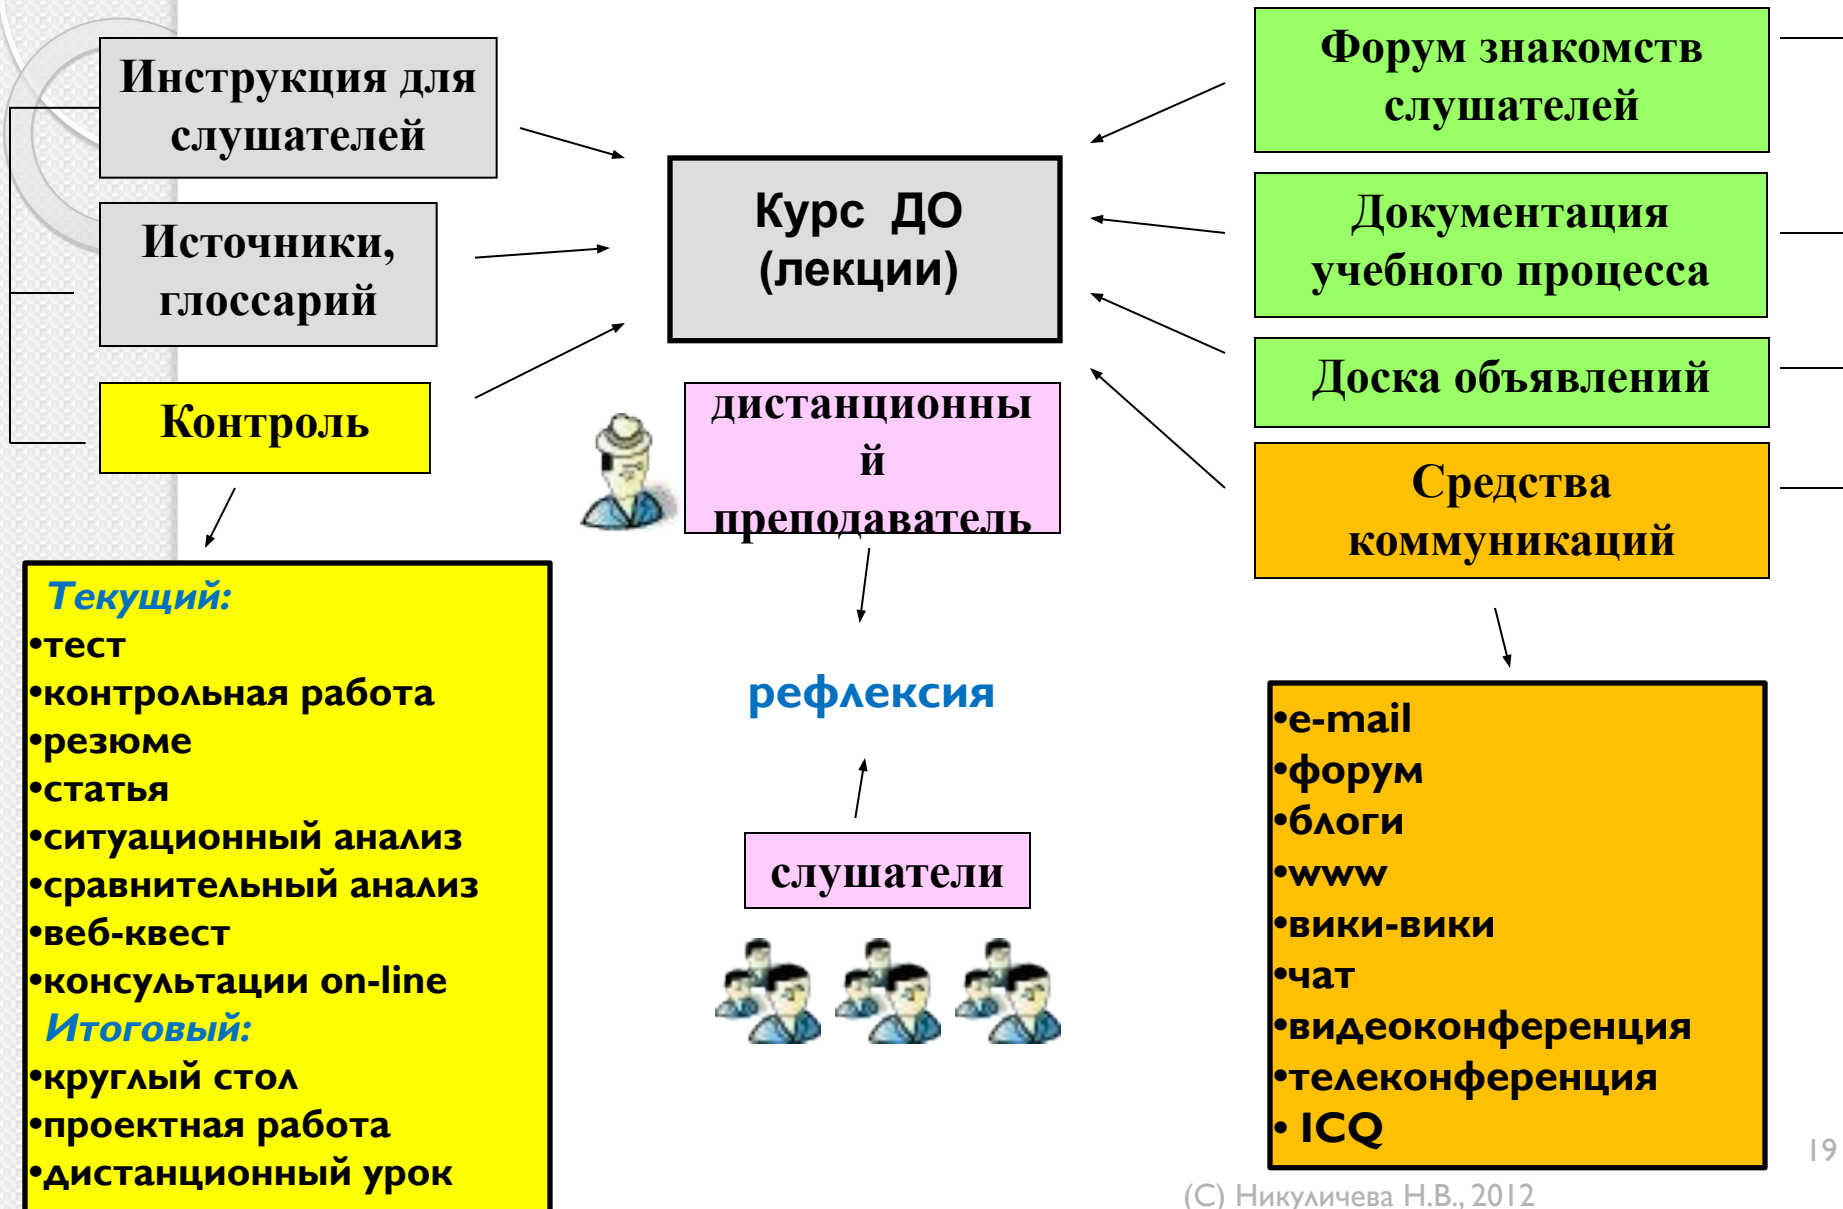 Инструкция для
слушателей
Источники,
глоссарий
Контроль
Текущий:
•тест
•контрольная работа
•резюме
•статья
•ситуационный анализ
•сравнительный анализ
•веб-квест
•консультации on-line
Итоговый:
•круглый стол
•проектная работа
•дистанционный урок
Курс ДО
(лекции)
дистанционны
й
преподаватель
рефлексия
слушатели
Форум знакомств
слушателей
Документация
учебного процесса
Доска объявлений
Средства
коммуникаций
•e-mail
•форум
•блоги
•www
•вики-вики
•чат
•видеоконференция
•телеконференция
• ICQ
19
(C) Никуличева Н.В., 2012